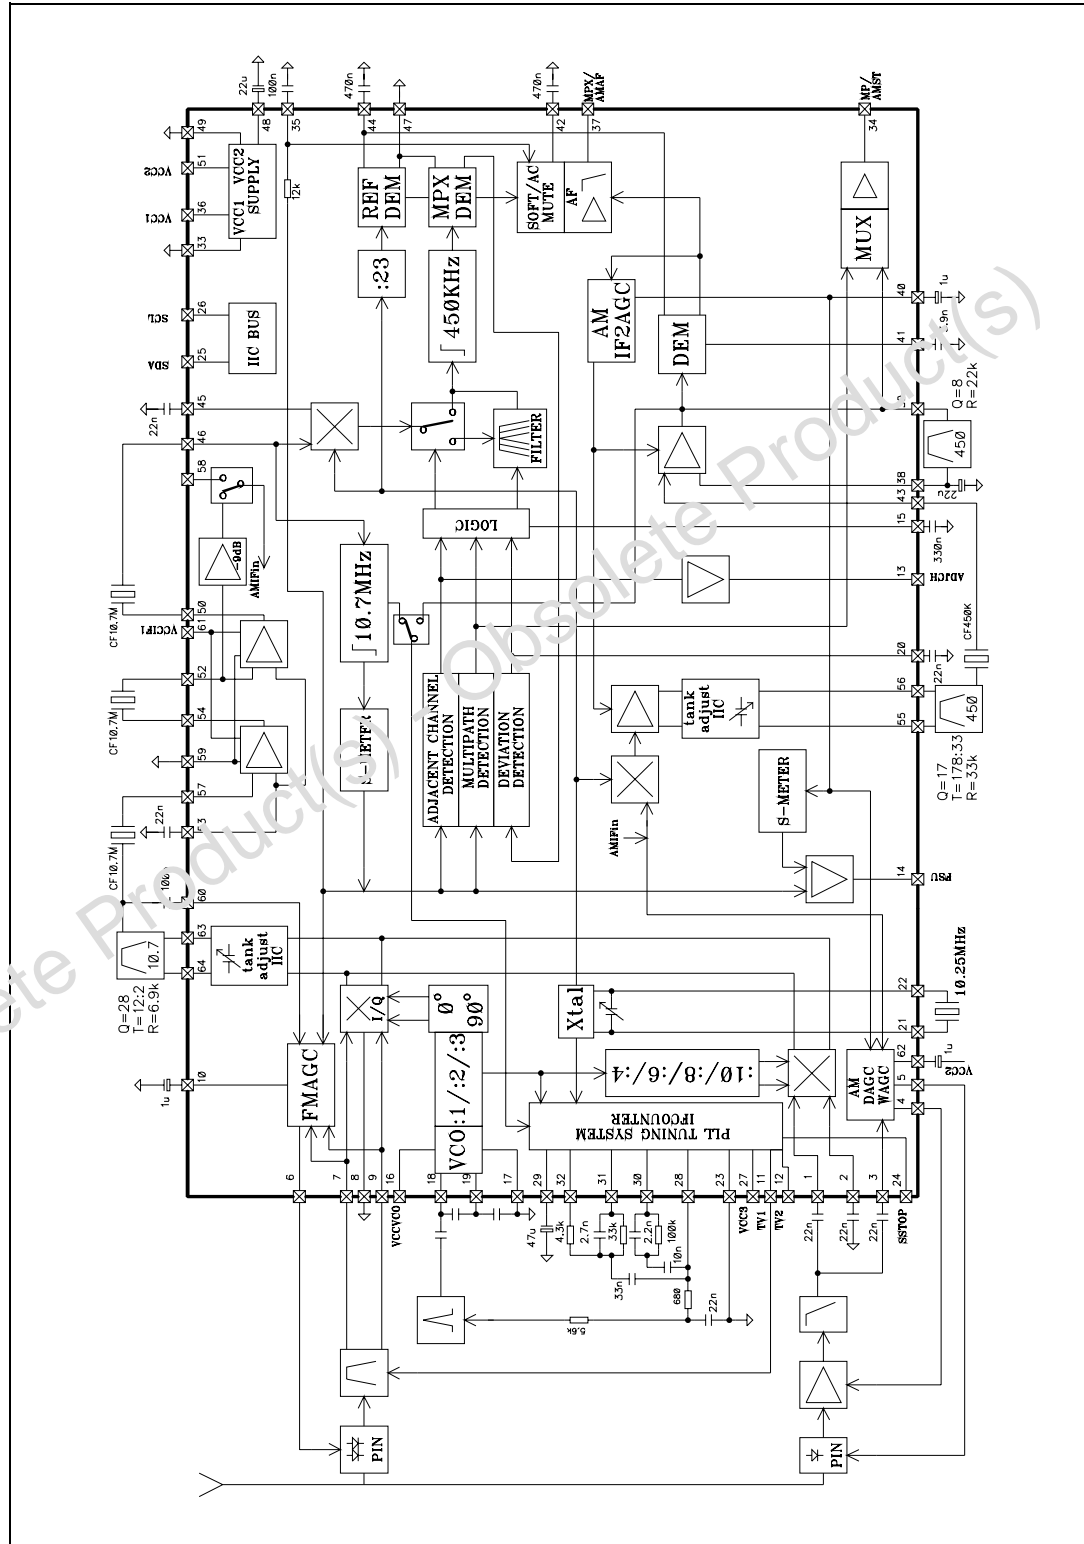 22u
100n
470n
470n
MPX/
AMAF
MP/
AMST
49
48
35
44
47
42
37
34
VCC2
51
VCC1
36
33
VCC1 VCC2
SUPPLY
12k
REF
DEM
MPX
DEM
SOFT/AC
MUTE
AF
MUX
:23
450KHz
AM
IF2AGC
DEM
SCL
26
SDA
25
IIC BUS
40
1u
41
22n
45
46
58
FILTER
Q=8
R=22k
450
38
22u
43
-9dB
AMIFin
LOGIC
15
330n
10.7MHz
13
ADJCH
CF10.7M
50
VCCIF1
61
CF450K
20
22n
52
CF10.7M
54
59
57
53
22n
ADJACENT CHANNEL
DETECTION
MULTIPATH
DETECTION
DEVIATION
DETECTION
tank
adjust
IIC
56
55
450
Q=17
T=178:33
R=33k
S-METER
AMIFin
14
FSU
CF10.7M
60
63
64
10.7
tank
adjust
IIC
Q=28
T=12:2
R=6.9k
I/Q
0°
90°
Xtal
22
21
10.25MHz
10
1u
FMAGC
VCO:1/:2/:3
:10/:8/:6/:4
AM
DAGC
WAGC
62
1u
VCC2
5
4
PLL TUNING SYSTEM
IFCOUNTER
6
7
8
9
16
18
19
17
29
32
31
30
28
23
27
11
12
1
2
3
24
VCCVCO
47u
4.3k
2.7n
33k
2.2n
100k
10n
33n
680
22n
VCC3
TV1
TV2
22n
22n
22n
SSTOP
5.6k
PIN
PIN
Obsolete Product(s)